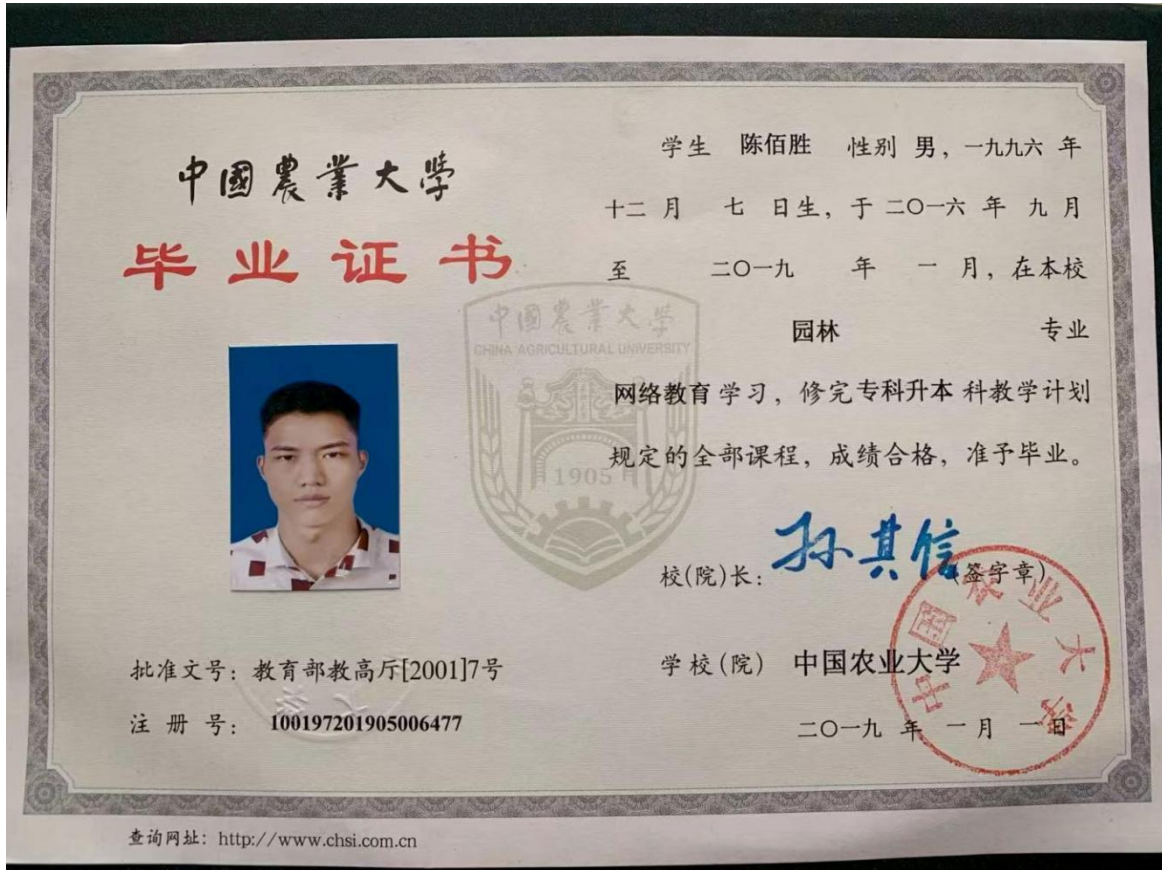 中國農業大學
毕业证书
批准文号：教育部教高厅[2001]7号
注 册 号：100197201905006477
学生 陈佰胜 性别 男，一九九六 年
十二 月 七 日生，于 二〇一六 年 九 月
至 二〇一九 年 一 月，在本校
园林 专业
网络教育 学习，修完 专科升本 科教学计划
规定的全部课程，成绩合格，准予毕业。
校(院)长：孙其信 (签字章)
学校(院) 中国农业大学
二〇一九 年 一 月 一 日
中国农业大学
中國農業大學
CHINA AGRICULTURAL UNIVERSITY
1905
查询网址：http://www.chsi.com.cn